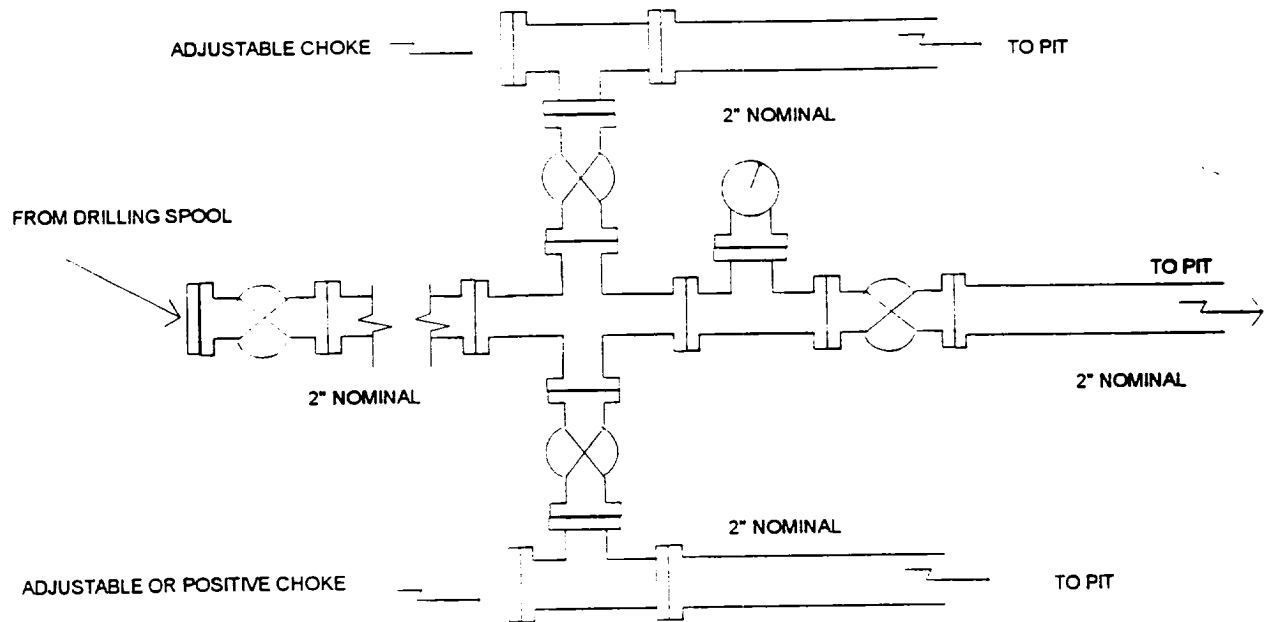 ADJUSTABLE CHOKE
TO PIT
2" NOMINAL
FROM DRILLING SPOOL
TO PIT
2" NOMINAL
2" NOMINAL
2" NOMINAL
ADJUSTABLE OR POSITIVE CHOKE
TO PIT